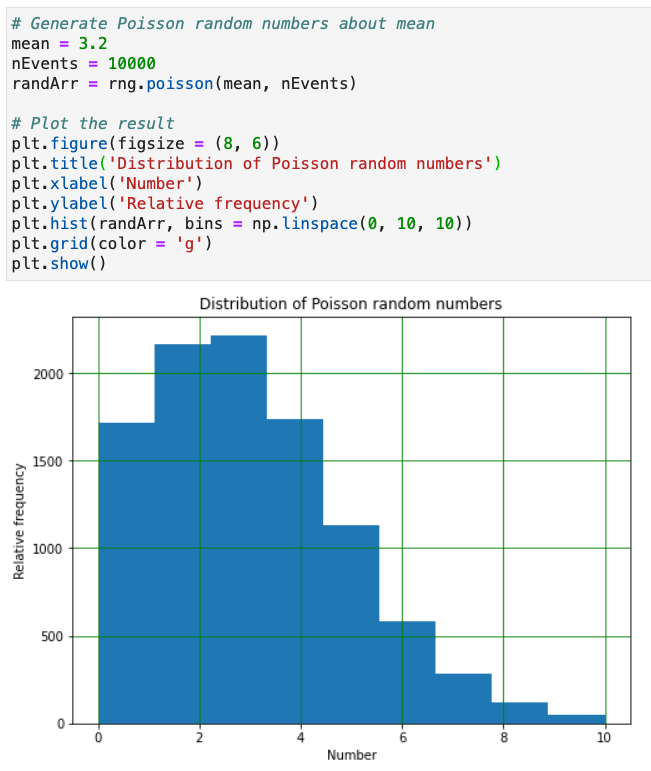 # Generate Poisson random numbers about mean
mean = 3.2
nEvents = 10000
randArr = rng.poisson(mean, nEvents)
# Plot the result
plt.figure(figsize = (8, 6))
plt.title('Distribution of Poisson random numbers')
plt.xlabel('Number')
plt.ylabel('Relative frequency')
plt.hist(randArr, bins = np.linspace(0, 10, 10))
plt.grid(color = 'g')
plt.show()
Distribution of Poisson random numbers
Relative frequency
2000
1500
1000
500
0
0 2 4 6 8 10
Number